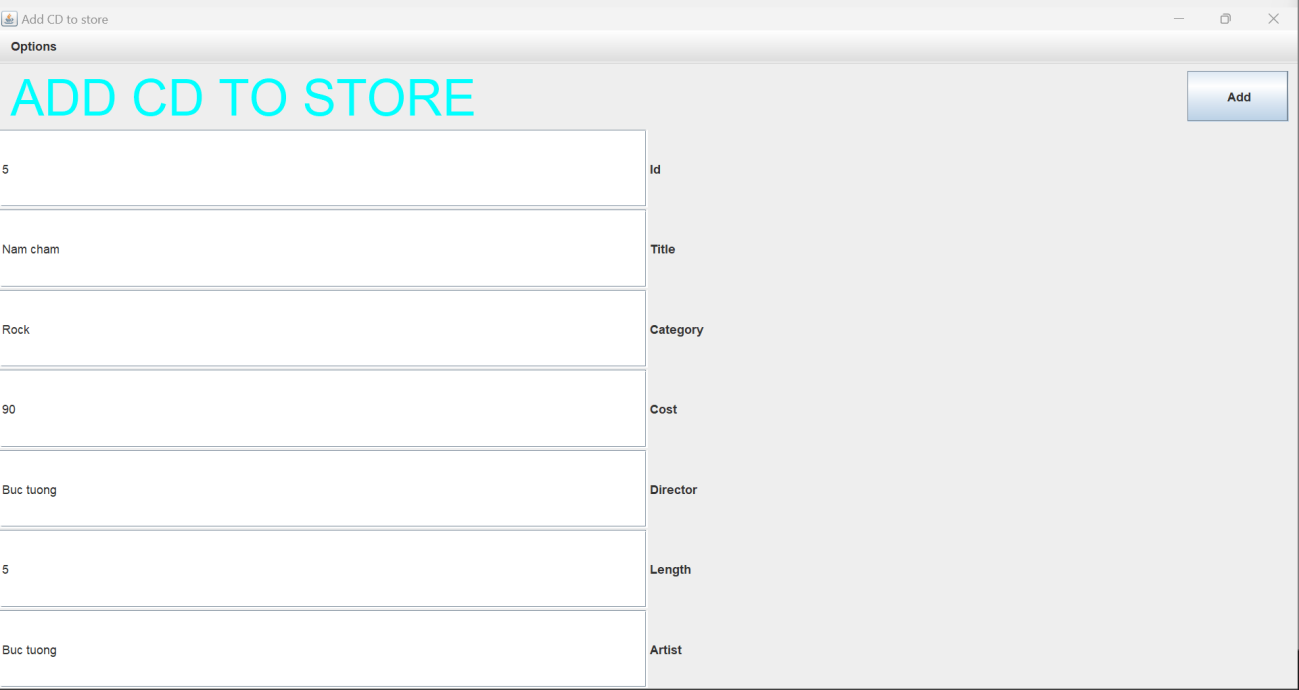 Add CD to store
Options
ADD CD TO STORE
Add
5 Id
Nam cham Title
Rock Category
90 Cost
Buc tuong Director
5 Length
Buc tuong Artist